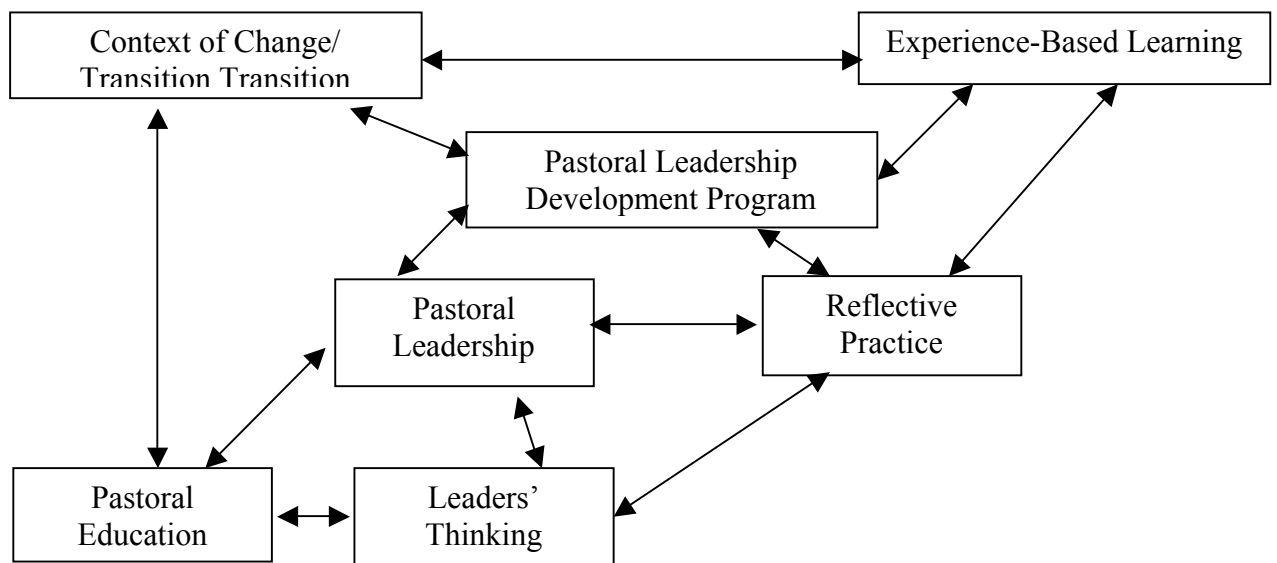 Context of Change/
Transition Transition
Experience-Based Learning
Pastoral Leadership
Development Program
Pastoral
Leadership
Reflective
Practice
Pastoral
Education
Leaders’
Thinking